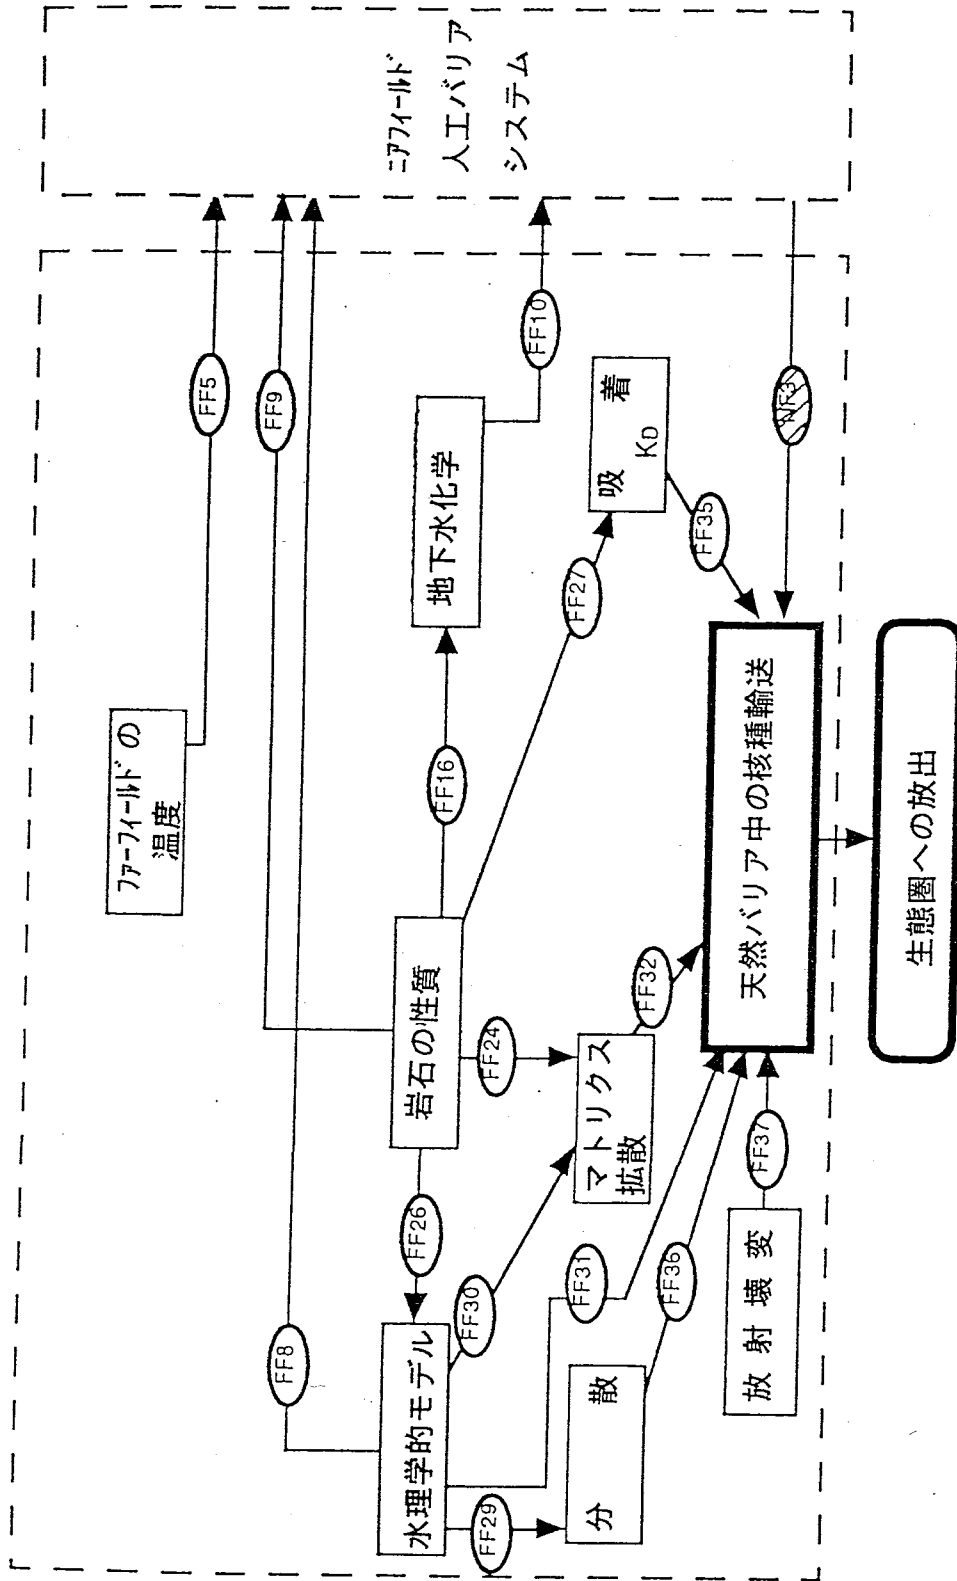 ニアフィールド
人工バリア
システム
FF5
FF9
FF8
ファーフィールドの
温度
FF10
地下水化学
FF16
岩石の性質
FF26
水理学的モデル
吸 着
KD
FF27
FF24
FF30
FF29
マトリクス
拡散
FF35
FF32
FF31
分 散
FF36
NF3
天然バリア中の核種輸送
FF37
放射壊変
生態圏への放出